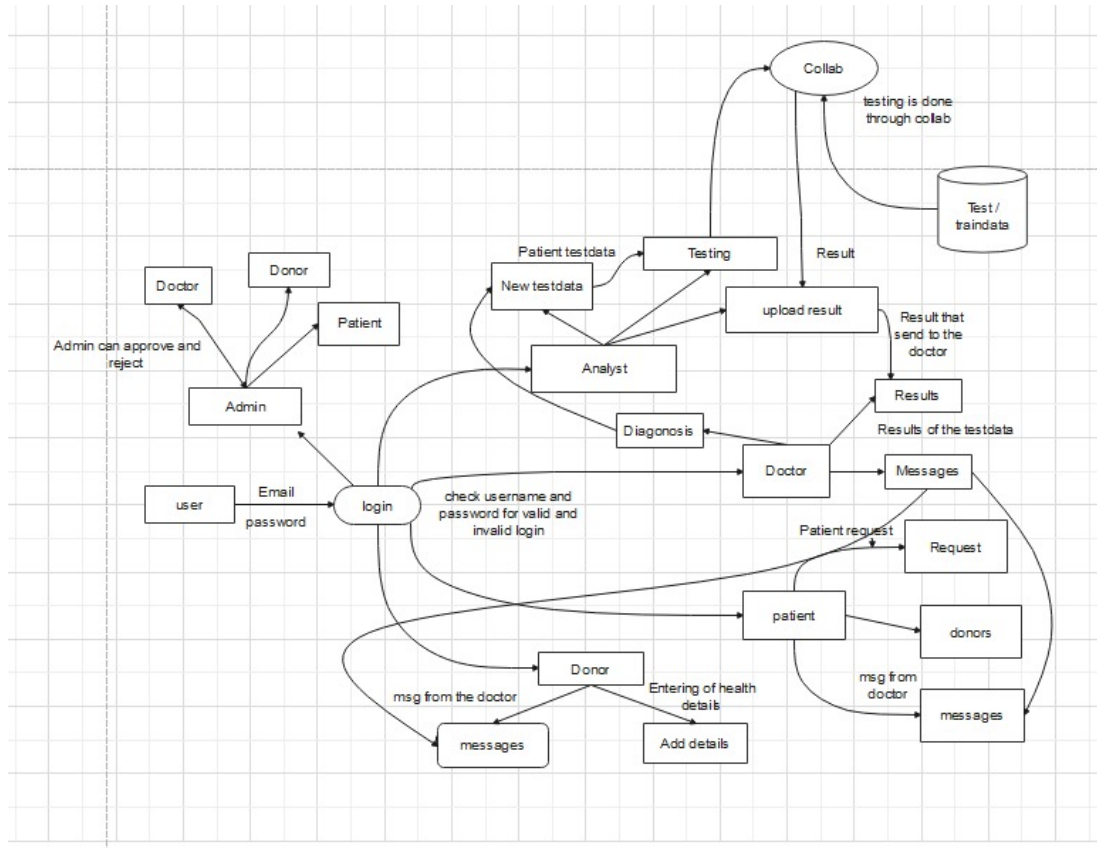 Collab
testing is done
through collab
Test /
traindata
Patient testdata
Testing
Result
Donor
Doctor
New testdata
upload result
Result that
send to the
doctor
Patient
Admin can approve and
reject
Analyst
Admin
Results
Diagonosis
Results of the testdata
Doctor
Messages
user
Email
password
login
check username and
password for valid and
invalid login
Patient request
Request
patient
donors
Donor
msg from the doctor
Entering of health
details
msg from
doctor
messages
Add details
messages